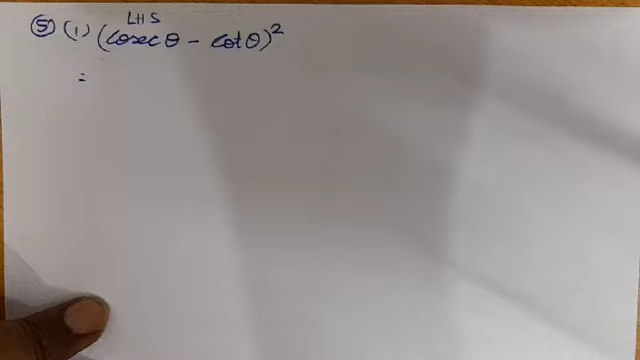 LHS
(5) (1) (cosec θ - cot θ)²
=